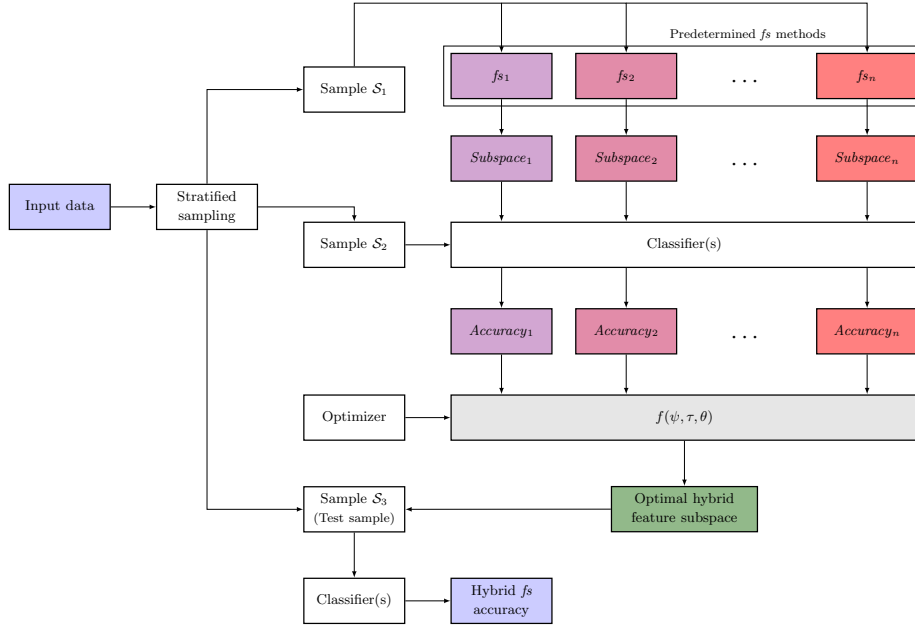 Predetermined fs methods
Sample S₁
fs₁
fs₂
...
fsₙ
Subspace₁
Subspace₂
...
Subspaceₙ
Input data
Stratified
sampling
Sample S₂
Classifier(s)
Accuracy₁
Accuracy₂
...
Accuracyₙ
Optimizer
f(ψ, τ, θ)
Sample S₃
(Test sample)
Optimal hybrid
feature subspace
Classifier(s)
Hybrid fs
accuracy